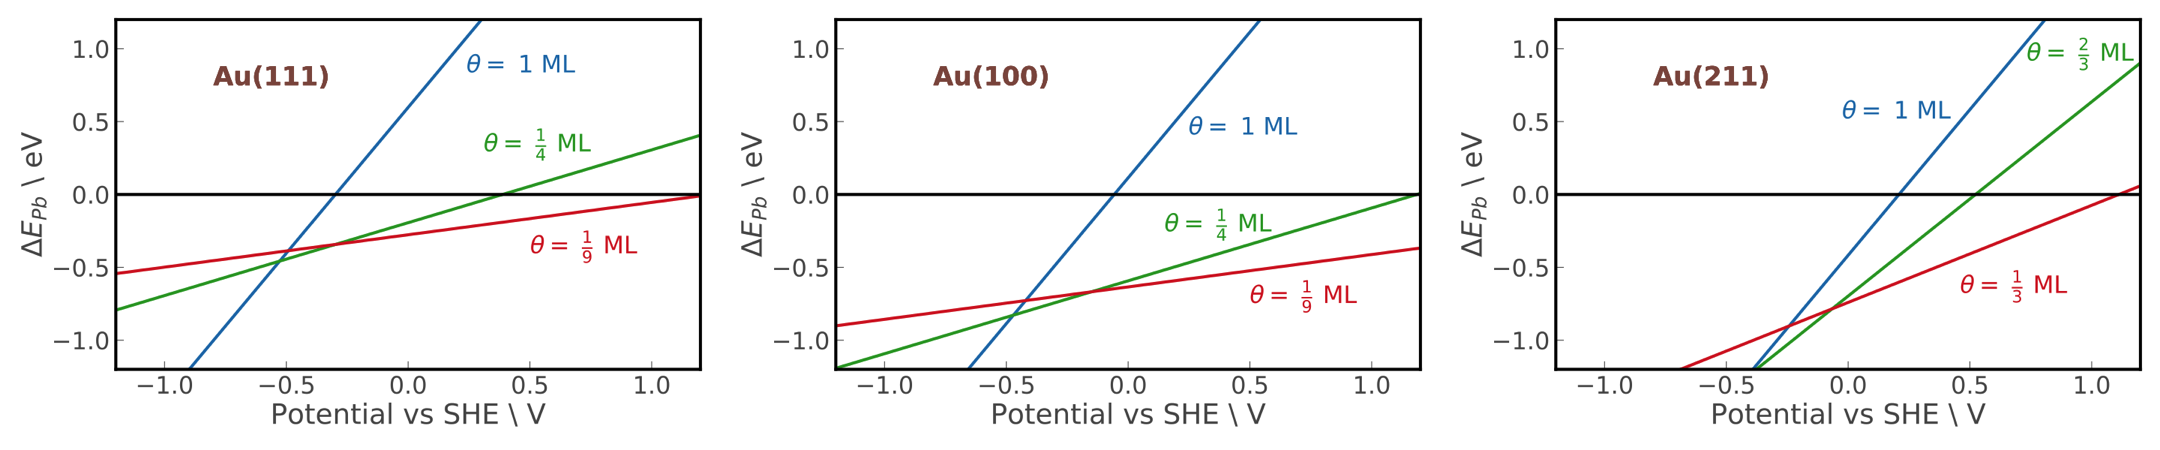 Au(111)
θ = 1 ML
θ = 1/4 ML
θ = 1/9 ML
1.0
0.5
0.0
−0.5
−1.0
ΔE_Pb \ eV
−1.0 −0.5 0.0 0.5 1.0
Potential vs SHE \ V
Au(100)
θ = 1 ML
θ = 1/4 ML
θ = 1/9 ML
1.0
0.5
0.0
−0.5
−1.0
ΔE_Pb \ eV
−1.0 −0.5 0.0 0.5 1.0
Potential vs SHE \ V
Au(211)
θ = 2/3 ML
θ = 1 ML
θ = 1/3 ML
1.0
0.5
0.0
−0.5
−1.0
ΔE_Pb \ eV
−1.0 −0.5 0.0 0.5 1.0
Potential vs SHE \ V